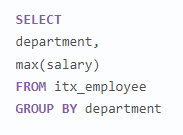 SELECT
department,
max(salary)
FROM itx_employee
GROUP BY department